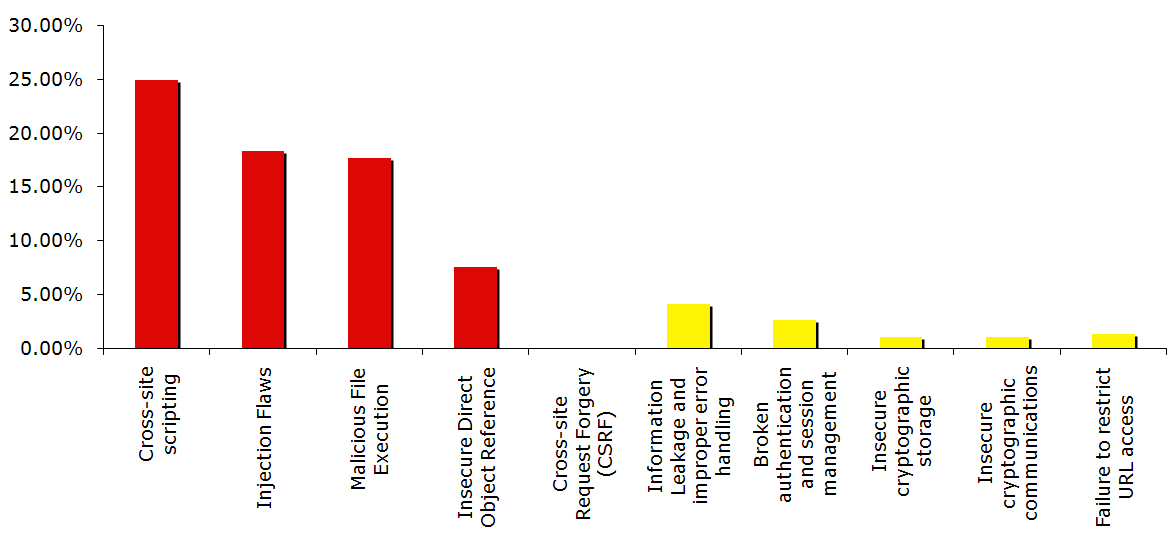 30.00%
25.00%
20.00%
15.00%
10.00%
5.00%
0.00%
Cross-site
scripting
Injection Flaws
Malicious File
Execution
Insecure Direct
Object Reference
Cross-site
Request Forgery
(CSRF)
Information
Leakage and
improper error
handling
Broken
authentication
and session
management
Insecure
cryptographic
storage
Insecure
cryptographic
communications
Failure to restrict
URL access